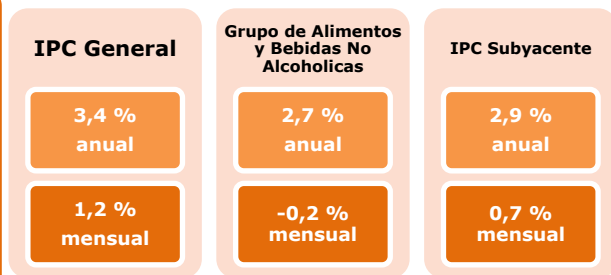 IPC General
3,4 %
anual
1,2 %
mensual
Grupo de Alimentos
y Bebidas No
Alcoholicas
2,7 %
anual
-0,2 %
mensual
IPC Subyacente
2,9 %
anual
0,7 %
mensual